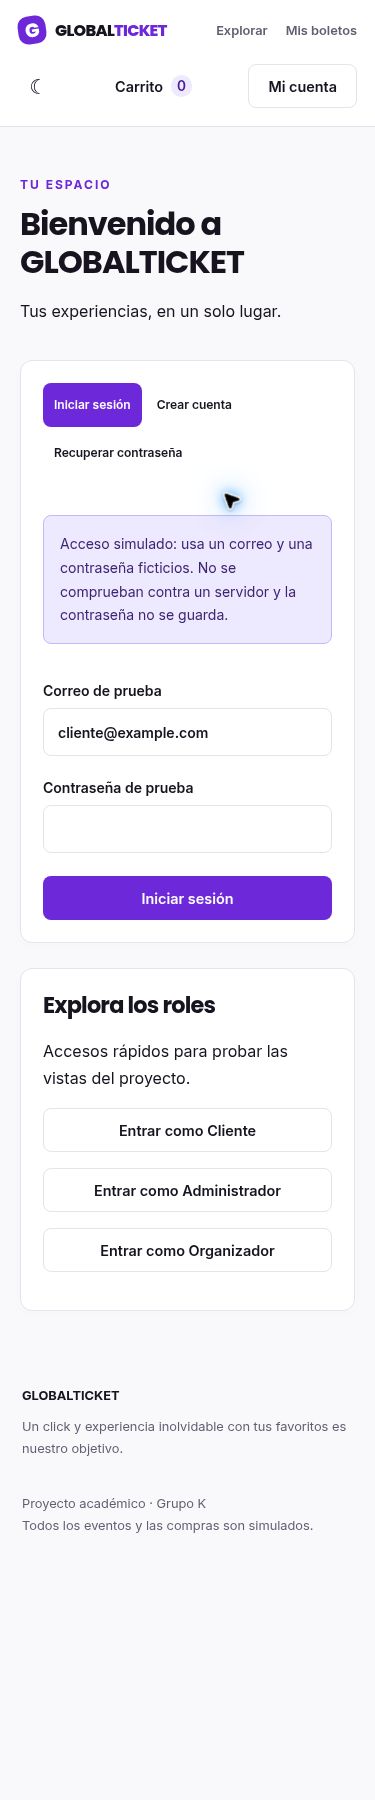 G GLOBALTICKET Explorar Mis boletos
☾ Carrito 0 Mi cuenta
TU ESPACIO
Bienvenido a
GLOBALTICKET
Tus experiencias, en un solo lugar.
Iniciar sesión Crear cuenta
Recuperar contraseña
Acceso simulado: usa un correo y una
contraseña ficticios. No se
comprueban contra un servidor y la
contraseña no se guarda.
Correo de prueba
cliente@example.com
Contraseña de prueba
Iniciar sesión
Explora los roles
Accesos rápidos para probar las
vistas del proyecto.
Entrar como Cliente
Entrar como Administrador
Entrar como Organizador
GLOBALTICKET
Un click y experiencia inolvidable con tus favoritos es
nuestro objetivo.
Proyecto académico · Grupo K
Todos los eventos y las compras son simulados.